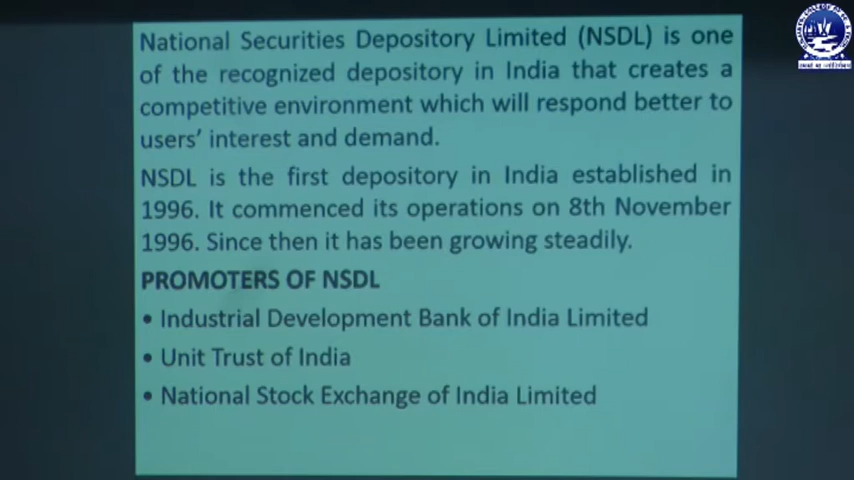 National Securities Depository Limited (NSDL) is one
of the recognized depository in India that creates a
competitive environment which will respond better to
users' interest and demand.
NSDL is the first depository in India established in
1996. It commenced its operations on 8th November
1996. Since then it has been growing steadily.
PROMOTERS OF NSDL
• Industrial Development Bank of India Limited
• Unit Trust of India
• National Stock Exchange of India Limited